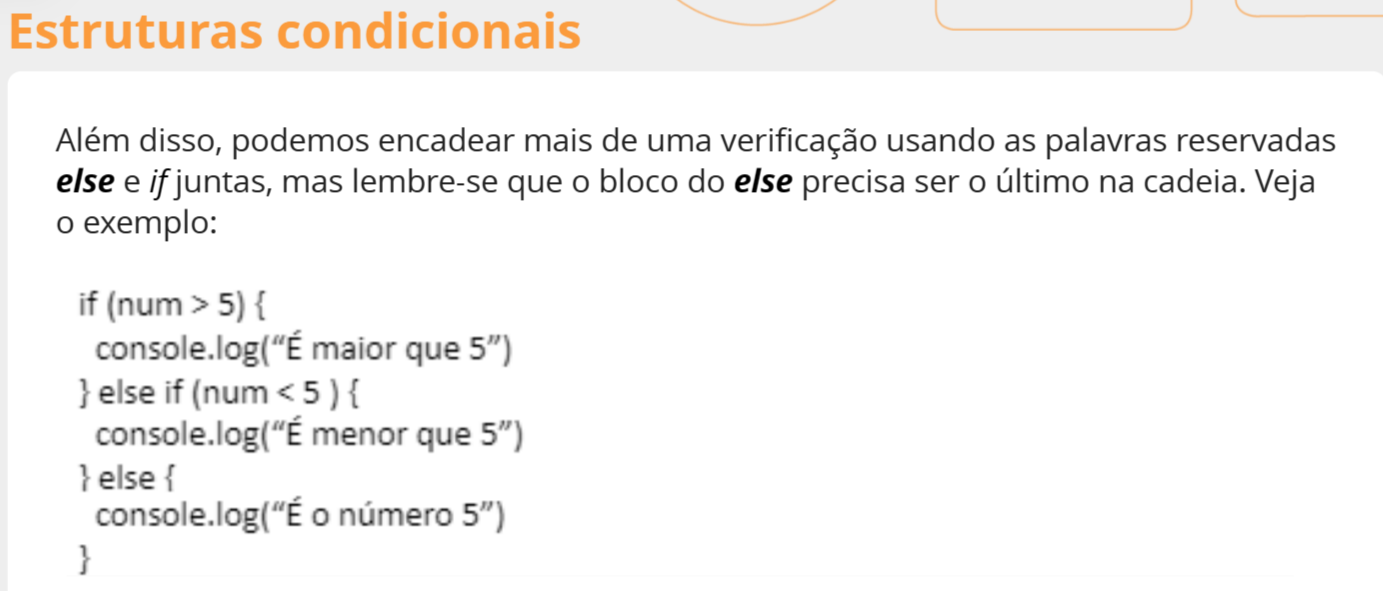 Estruturas condicionais
Além disso, podemos encadear mais de uma verificação usando as palavras reservadas
else e if juntas, mas lembre-se que o bloco do else precisa ser o último na cadeia. Veja
o exemplo:
if (num > 5) {
console.log(“É maior que 5”)
} else if (num < 5 ) {
console.log(“É menor que 5”)
} else {
console.log(“É o número 5”)
}